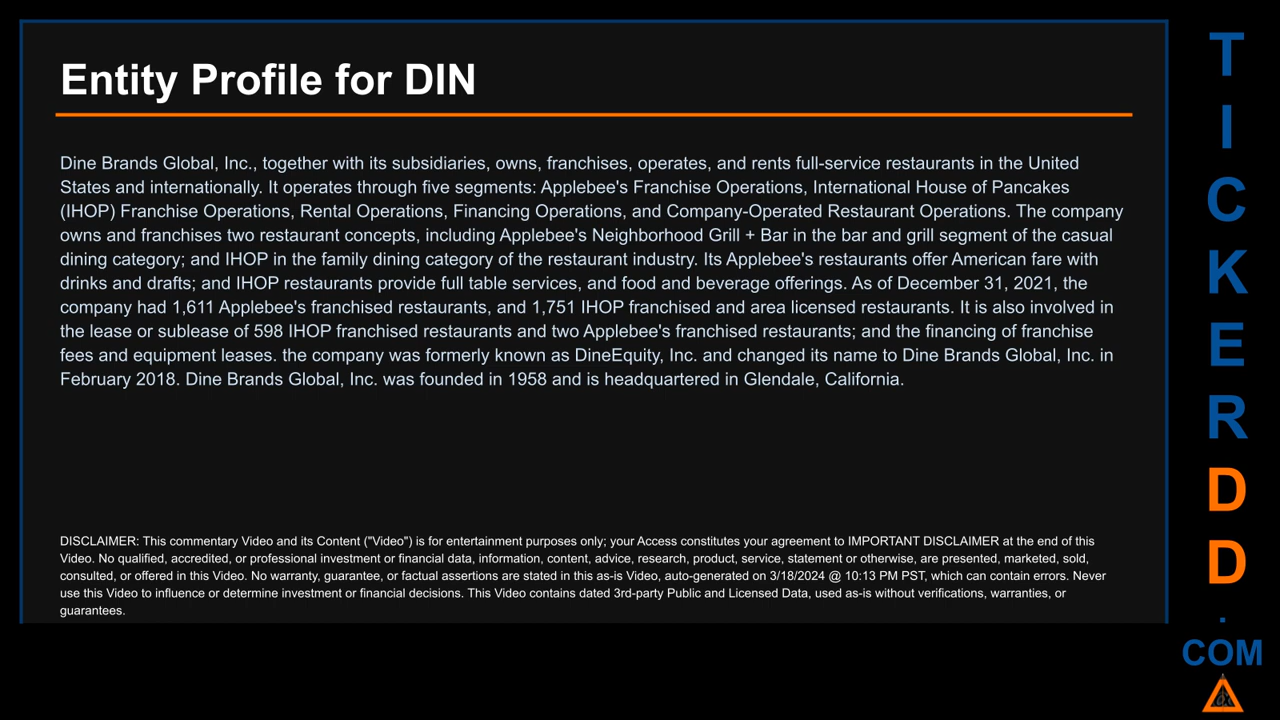 Entity Profile for DIN
Dine Brands Global, Inc., together with its subsidiaries, owns, franchises, operates, and rents full-service restaurants in the United
States and internationally. It operates through five segments: Applebee's Franchise Operations, International House of Pancakes
(IHOP) Franchise Operations, Rental Operations, Financing Operations, and Company-Operated Restaurant Operations. The company
owns and franchises two restaurant concepts, including Applebee's Neighborhood Grill + Bar in the bar and grill segment of the casual
dining category; and IHOP in the family dining category of the restaurant industry. Its Applebee's restaurants offer American fare with
drinks and drafts; and IHOP restaurants provide full table services, and food and beverage offerings. As of December 31, 2021, the
company had 1,611 Applebee's franchised restaurants, and 1,751 IHOP franchised and area licensed restaurants. It is also involved in
the lease or sublease of 598 IHOP franchised restaurants and two Applebee's franchised restaurants; and the financing of franchise
fees and equipment leases. the company was formerly known as DineEquity, Inc. and changed its name to Dine Brands Global, Inc. in
February 2018. Dine Brands Global, Inc. was founded in 1958 and is headquartered in Glendale, California.
DISCLAIMER: This commentary Video and its Content ("Video") is for entertainment purposes only; your Access constitutes your agreement to IMPORTANT DISCLAIMER at the end of this
Video. No qualified, accredited, or professional investment or financial data, information, content, advice, research, product, service, statement or otherwise, are presented, marketed, sold,
consulted, or offered in this Video. No warranty, guarantee, or factual assertions are stated in this as-is Video, auto-generated on 3/18/2024 @ 10:13 PM PST, which can contain errors. Never
use this Video to influence or determine investment or financial decisions. This Video contains dated 3rd-party Public and Licensed Data, used as-is without verifications, warranties, or
guarantees.
T
I
C
K
E
R
D
D
.
COM